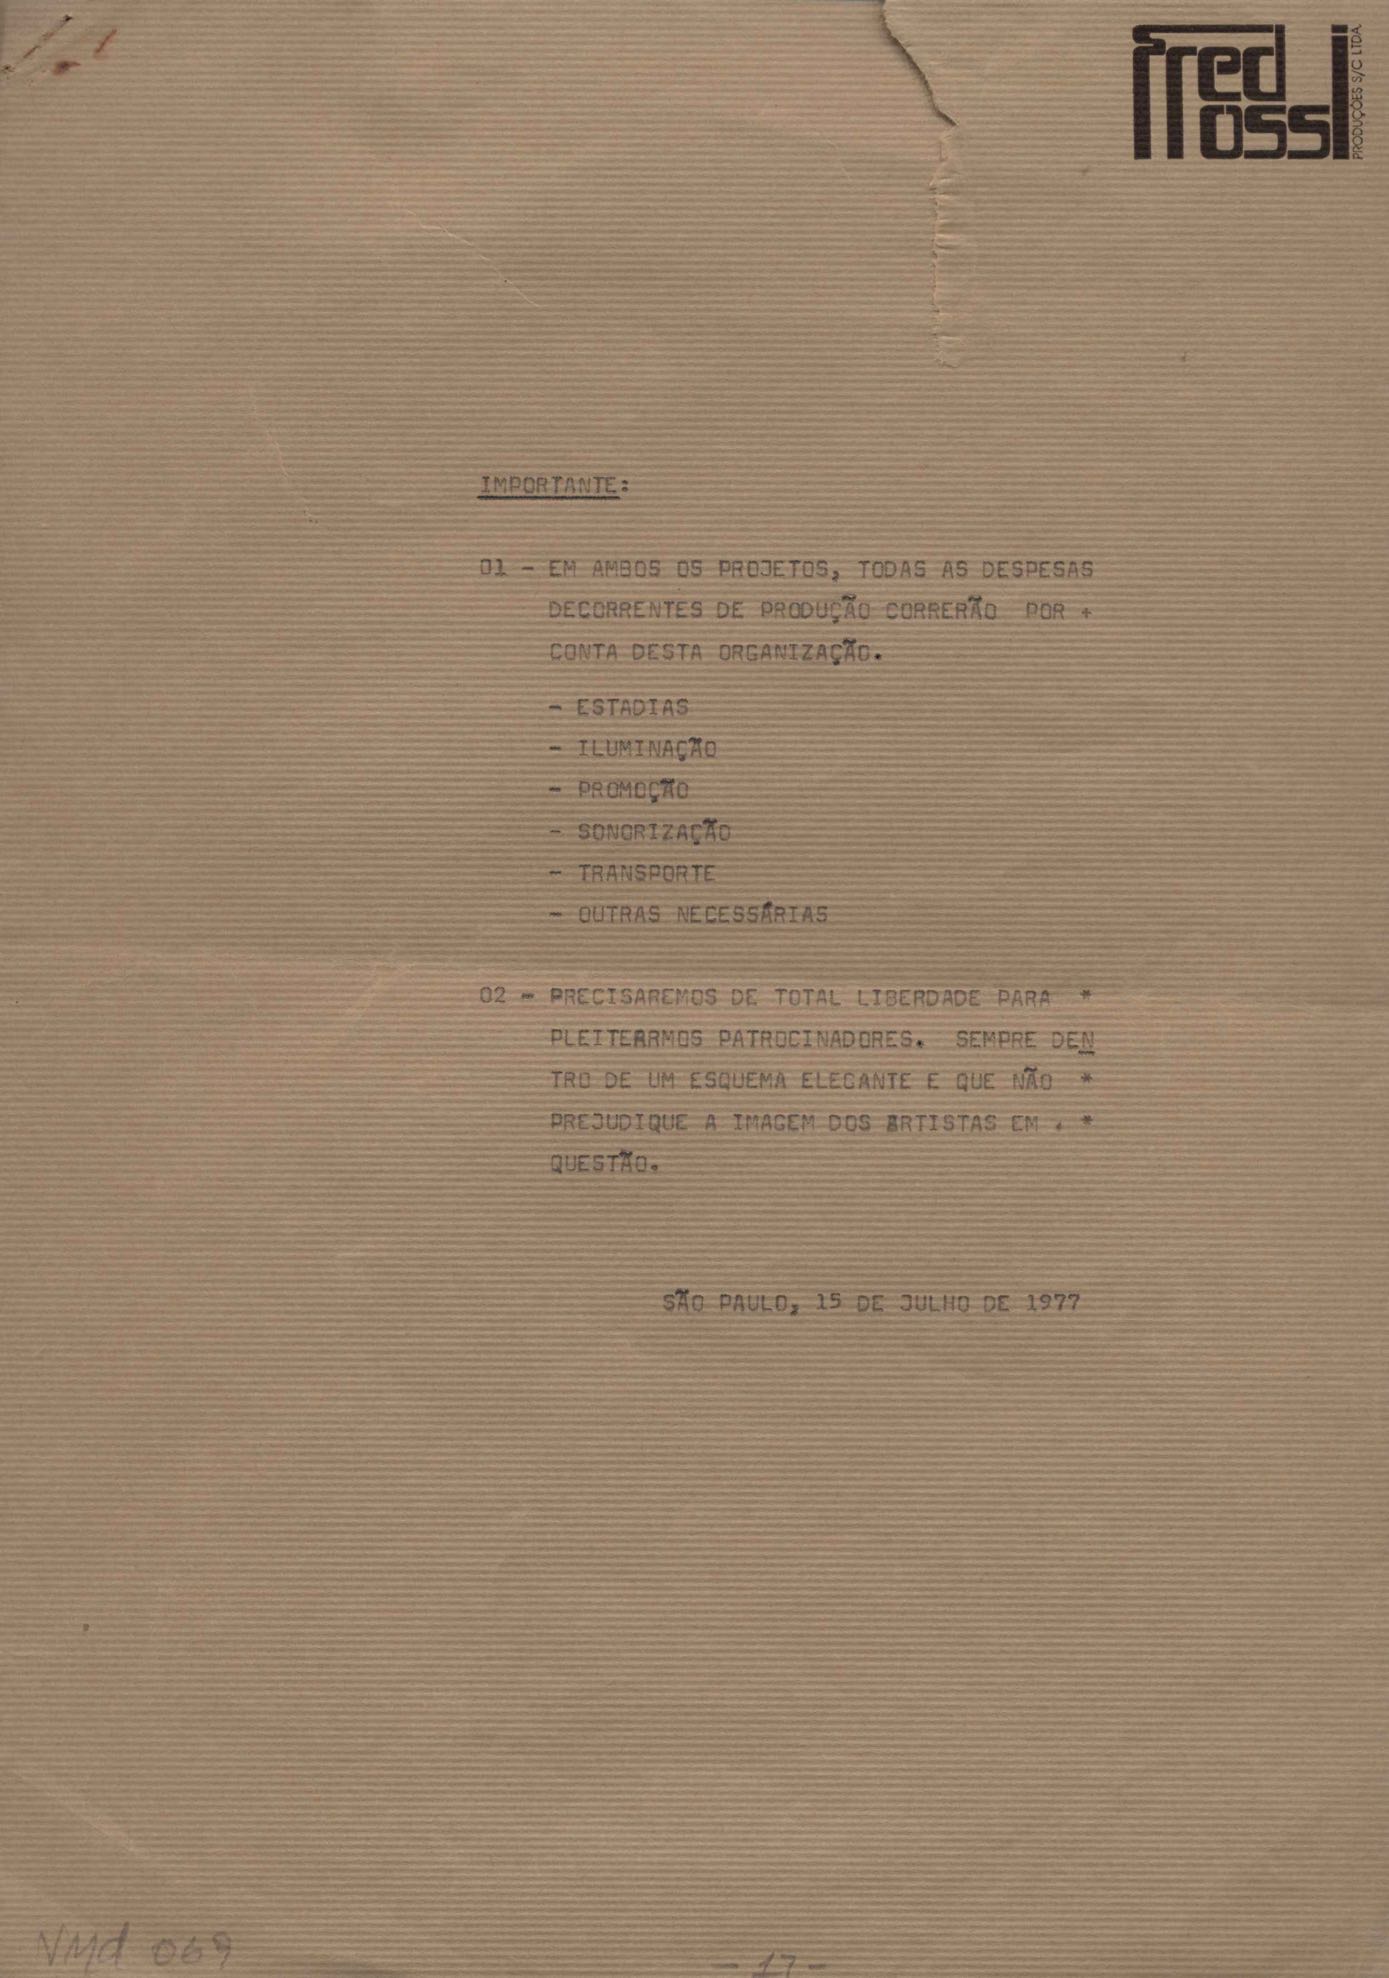 Fred Rossi
PRODUÇÕES S/C LTDA.
IMPORTANTE:
01 - EM AMBOS OS PROJETOS, TODAS AS DESPESAS
DECORRENTES DE PRODUÇÃO CORRERÃO POR +
CONTA DESTA ORGANIZAÇÃO.
- ESTADIAS
- ILUMINAÇÃO
- PROMOÇÃO
- SONORIZAÇÃO
- TRANSPORTE
- OUTRAS NECESSÁRIAS
02 - PRECISAREMOS DE TOTAL LIBERDADE PARA *
PLEITEARMOS PATROCINADORES. SEMPRE DEN
TRO DE UM ESQUEMA ELEGANTE E QUE NÃO *
PREJUDIQUE A IMAGEM DOS ARTISTAS EM . *
QUESTÃO.
SÃO PAULO, 15 DE JULHO DE 1977
VMd 069
- 17 -